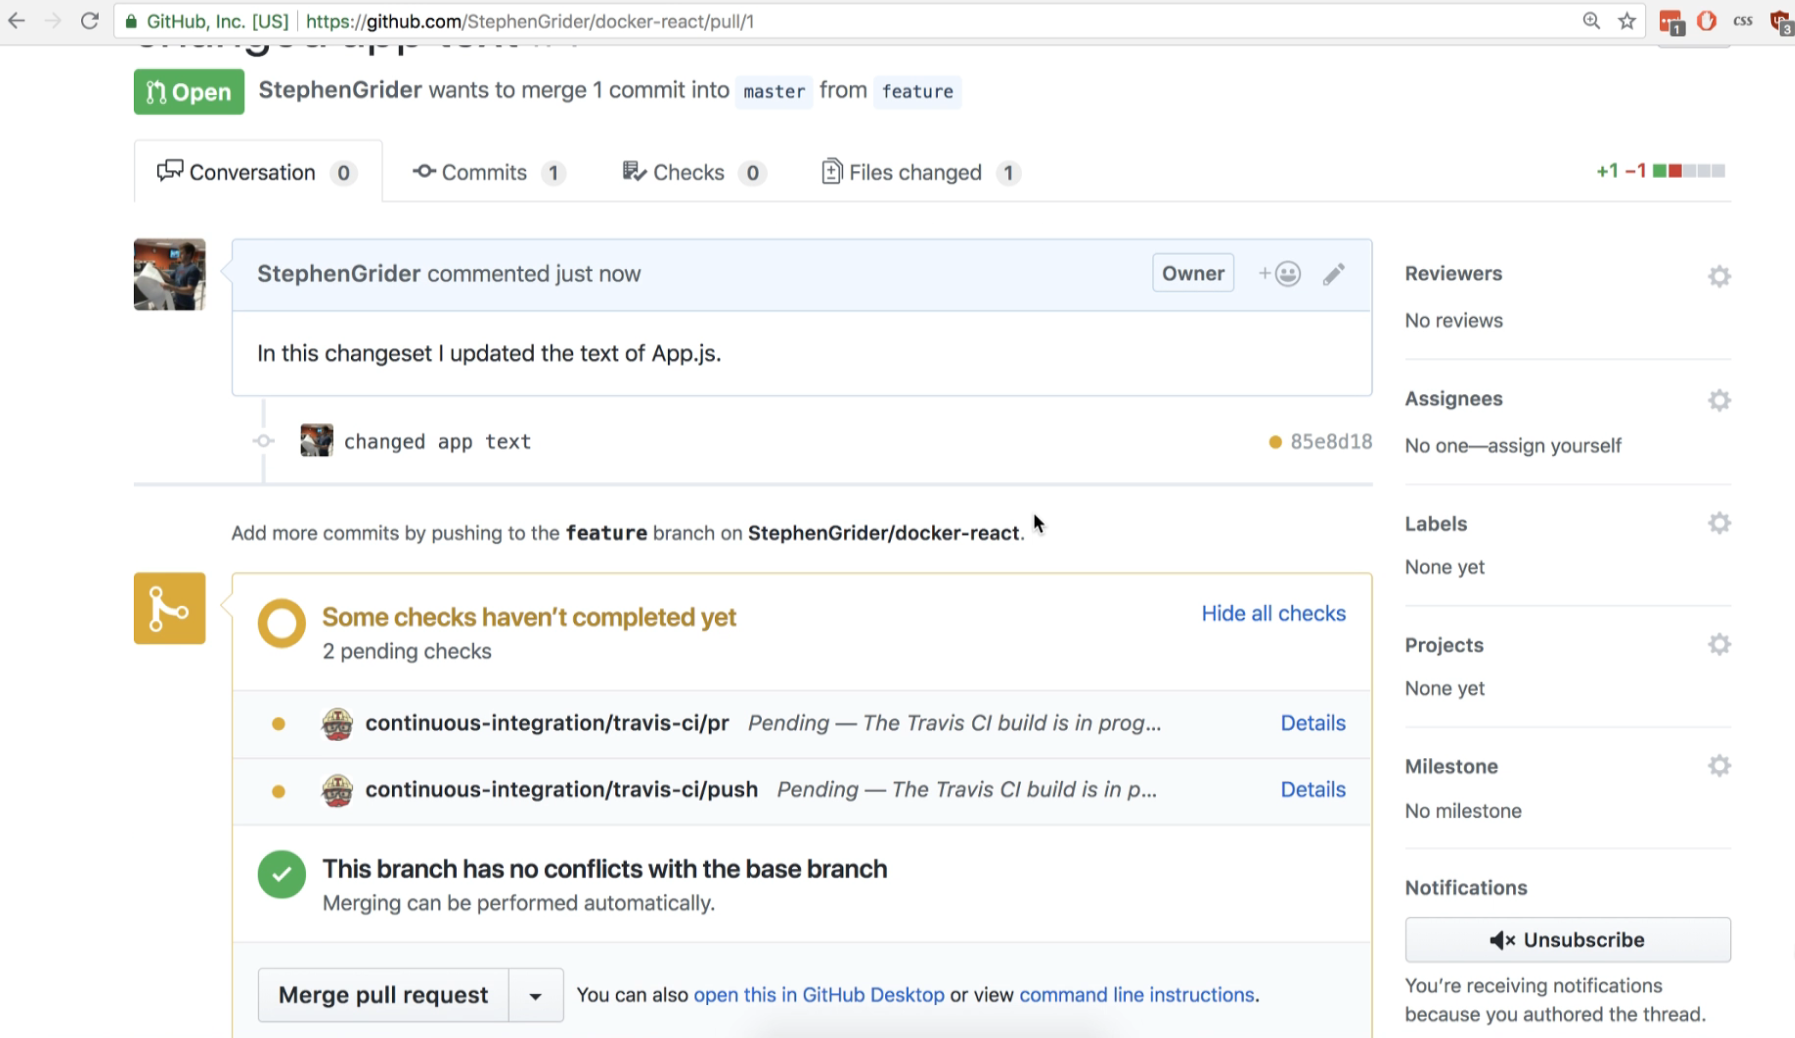 GitHub, Inc. [US] https://github.com/StephenGrider/docker-react/pull/1
1
css
3
changed app text #1
Open StephenGrider wants to merge 1 commit into master from feature
Conversation 0 Commits 1 Checks 0 Files changed 1 +1 −1
StephenGrider commented just now Owner +
In this changeset I updated the text of App.js.
changed app text 85e8d18
Add more commits by pushing to the feature branch on StephenGrider/docker-react.
Some checks haven’t completed yet Hide all checks
2 pending checks
continuous-integration/travis-ci/pr Pending — The Travis CI build is in prog... Details
continuous-integration/travis-ci/push Pending — The Travis CI build is in p... Details
This branch has no conflicts with the base branch
Merging can be performed automatically.
Merge pull request You can also open this in GitHub Desktop or view command line instructions.
Reviewers
No reviews
Assignees
No one—assign yourself
Labels
None yet
Projects
None yet
Milestone
No milestone
Notifications
Unsubscribe
You’re receiving notifications
because you authored the thread.